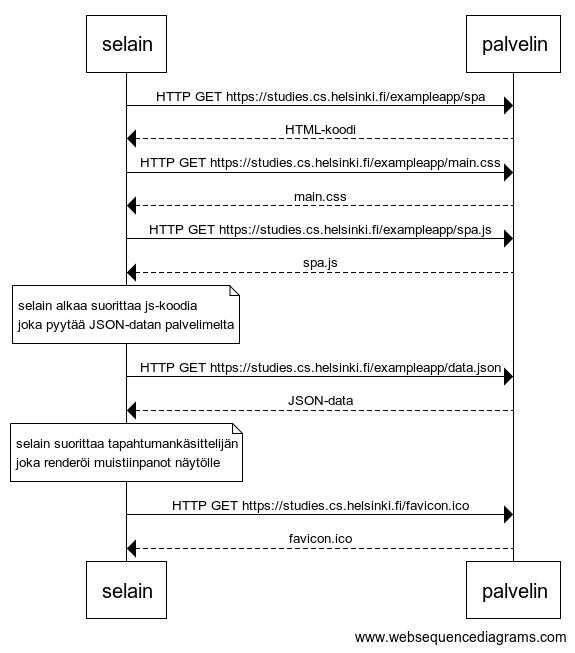 selain
palvelin
HTTP GET https://studies.cs.helsinki.fi/exampleapp/spa
HTML-koodi
HTTP GET https://studies.cs.helsinki.fi/exampleapp/main.css
main.css
HTTP GET https://studies.cs.helsinki.fi/exampleapp/spa.js
spa.js
selain alkaa suorittaa js-koodia
joka pyytää JSON-datan palvelimelta
HTTP GET https://studies.cs.helsinki.fi/exampleapp/data.json
JSON-data
selain suorittaa tapahtumankäsittelijän
joka renderöi muistiinpanot näytölle
HTTP GET https://studies.cs.helsinki.fi/favicon.ico
favicon.ico
selain
palvelin
www.websequencediagrams.com